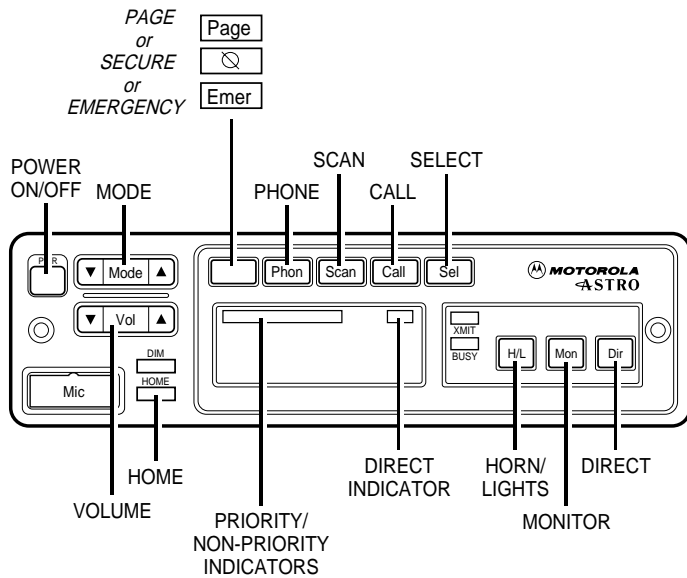 PAGE
or
SECURE
or
EMERGENCY
Page
Emer
POWER
ON/OFF
MODE
PHONE
SCAN
CALL
SELECT
PWR
▼ Mode ▲
▼ Vol ▲
DIM
HOME
Mic
Phon
Scan
Call
Sel
MOTOROLA
ASTRO
XMIT
BUSY
H/L
Mon
Dir
HOME
VOLUME
PRIORITY/
NON-PRIORITY
INDICATORS
DIRECT
INDICATOR
HORN/
LIGHTS
MONITOR
DIRECT